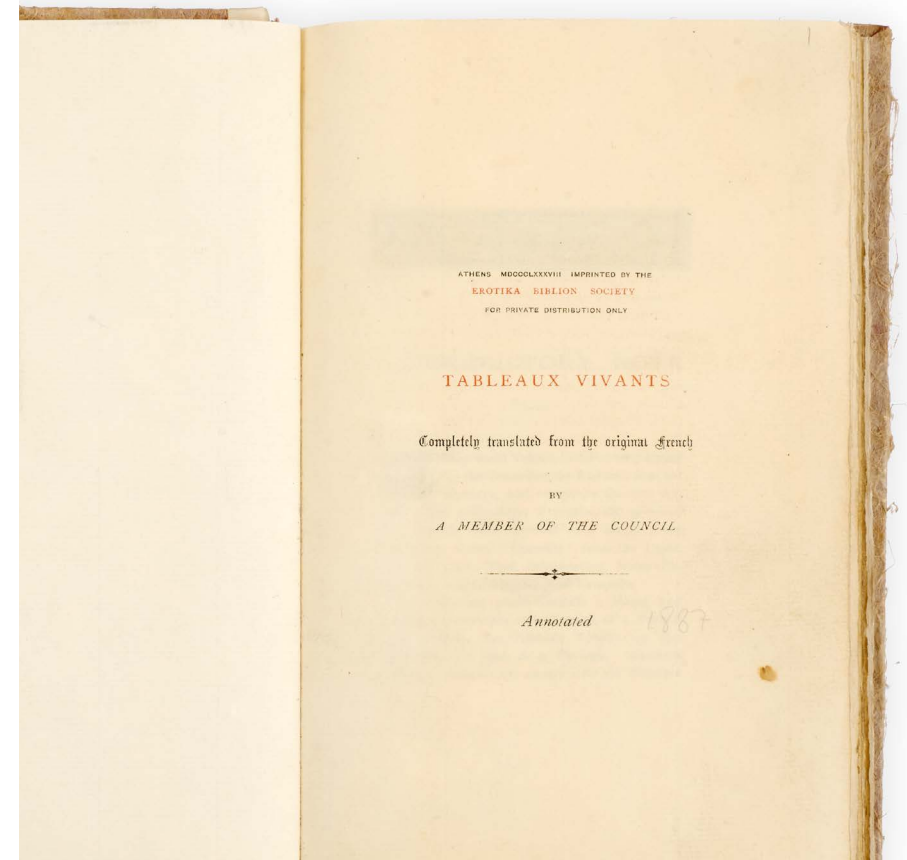 ATHENS MDCCCLXXXVIII IMPRINTED BY THE
EROTIKA BIBLION SOCIETY
FOR PRIVATE DISTRIBUTION ONLY
TABLEAUX VIVANTS
Completely translated from the original French
BY
A MEMBER OF THE COUNCIL
Annotated 1887